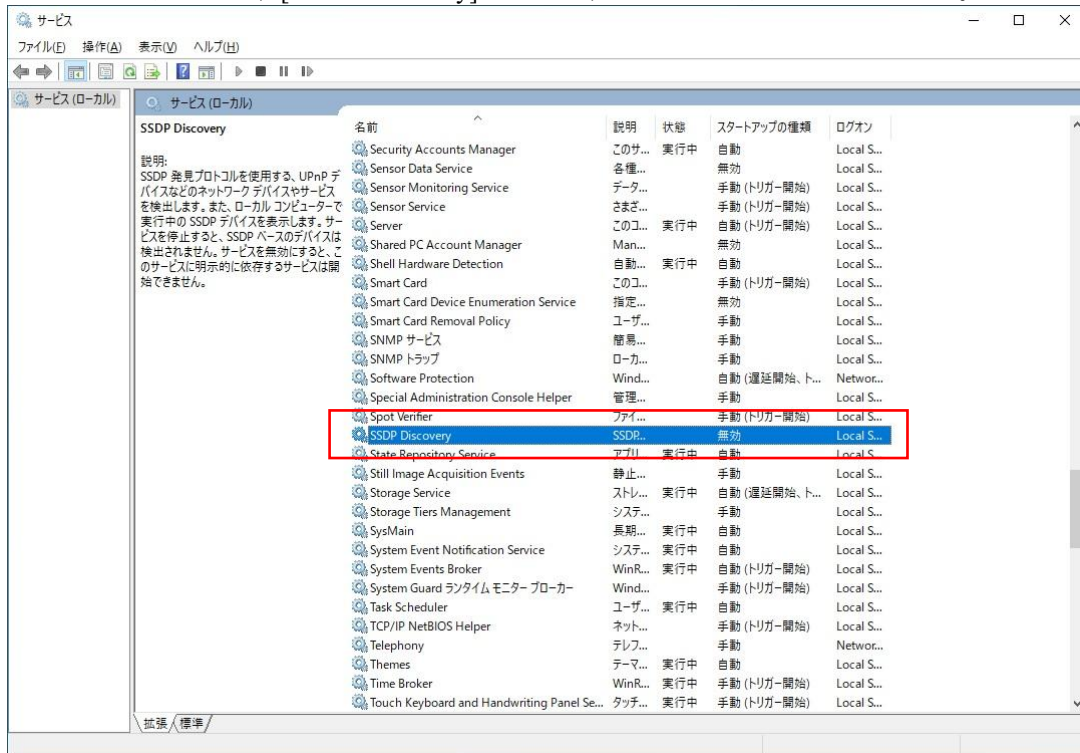 サービス
ファイル(F) 操作(A) 表示(V) ヘルプ(H)
サービス (ローカル)
サービス (ローカル)
SSDP Discovery
説明:
SSDP 発見プロトコルを使用する、UPnP デ
バイスなどのネットワーク デバイスやサービス
を検出します。また、ローカル コンピューターで
実行中の SSDP デバイスを表示します。サー
ビスを停止すると、SSDP ベースのデバイスは
検出されません。サービスを無効にすると、こ
のサービスに明示的に依存するサービスは開
始できません。
名前 説明 状態 スタートアップの種類 ログオン
Security Accounts Manager このサ... 実行中 自動 Local S...
Sensor Data Service 各種... 無効 Local S...
Sensor Monitoring Service データ... 手動 (トリガー開始) Local S...
Sensor Service さまざ... 手動 (トリガー開始) Local S...
Server このコ... 実行中 自動 (トリガー開始) Local S...
Shared PC Account Manager Man... 無効 Local S...
Shell Hardware Detection 自動... 実行中 自動 Local S...
Smart Card このコ... 手動 (トリガー開始) Local S...
Smart Card Device Enumeration Service 指定... 無効 Local S...
Smart Card Removal Policy ユーザ... 手動 Local S...
SNMP サービス 簡易... 手動 Local S...
SNMP トラップ ローカ... 手動 Local S...
Software Protection Wind... 自動 (遅延開始、ト... Networ...
Special Administration Console Helper 管理... 手動 Local S...
Spot Verifier ファイ... 手動 (トリガー開始) Local S...
SSDP Discovery SSDP... 無効 Local S...
State Repository Service アプリ... 実行中 自動 Local S...
Still Image Acquisition Events 静止... 手動 Local S...
Storage Service ストレ... 実行中 自動 (遅延開始、ト... Local S...
Storage Tiers Management システ... 手動 Local S...
SysMain 長期... 実行中 自動 Local S...
System Event Notification Service システ... 実行中 自動 Local S...
System Events Broker WinR... 実行中 自動 (トリガー開始) Local S...
System Guard ランタイム モニター ブローカー Wind... 手動 (トリガー開始) Local S...
Task Scheduler ユーザ... 実行中 自動 Local S...
TCP/IP NetBIOS Helper ネット... 手動 (トリガー開始) Local S...
Telephony テレフ... 手動 Networ...
Themes テーマ... 実行中 自動 Local S...
Time Broker WinR... 実行中 手動 (トリガー開始) Local S...
Touch Keyboard and Handwriting Panel Se... タッチ... 実行中 手動 (トリガー開始) Local S...
拡張 標準